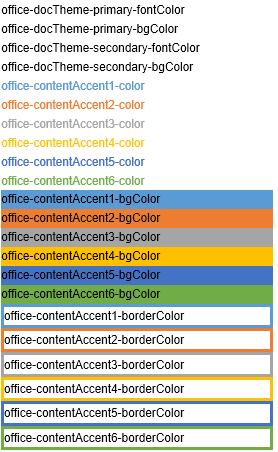 office-docTheme-primary-fontColor
office-docTheme-primary-bgColor
office-docTheme-secondary-fontColor
office-docTheme-secondary-bgColor
office-contentAccent1-color
office-contentAccent2-color
office-contentAccent3-color
office-contentAccent4-color
office-contentAccent5-color
office-contentAccent6-color
office-contentAccent1-bgColor
office-contentAccent2-bgColor
office-contentAccent3-bgColor
office-contentAccent4-bgColor
office-contentAccent5-bgColor
office-contentAccent6-bgColor
office-contentAccent1-borderColor
office-contentAccent2-borderColor
office-contentAccent3-borderColor
office-contentAccent4-borderColor
office-contentAccent5-borderColor
office-contentAccent6-borderColor